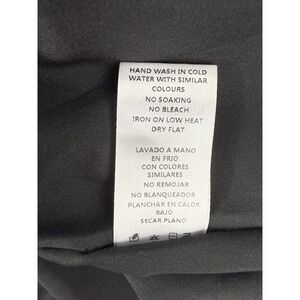 HAND WASH IN COLD
WATER WITH SIMILAR
COLOURS
NO SOAKING
NO BLEACH
IRON ON LOW HEAT
DRY FLAT
LAVADO A MANO
EN FRIO
CON COLORES
SIMILARES
NO REMOJAR
NO BLANQUEADOR
PLANCHAR EN CALOR
BAJO
SECAR PLANO